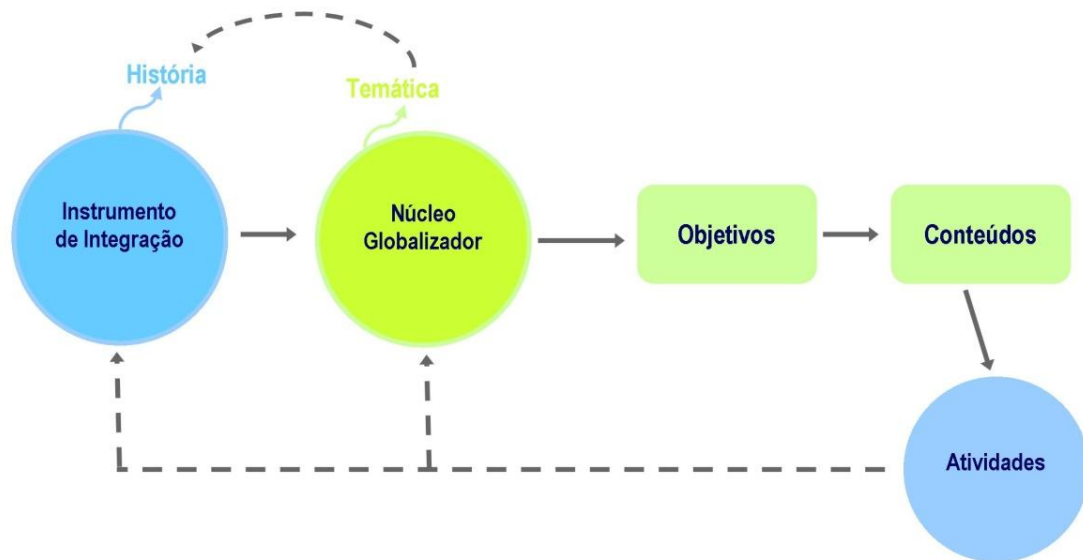 História
Temática
Instrumento
de Integração
Núcleo
Globalizador
Objetivos
Conteúdos
Atividades